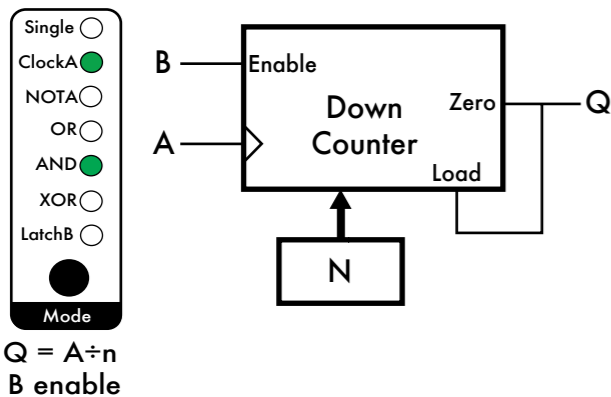 Single
ClockA
NOTA
OR
AND
XOR
LatchB
Mode
Q = A÷n
B enable
B
Enable
A
Down
Counter
Zero
Q
Load
N